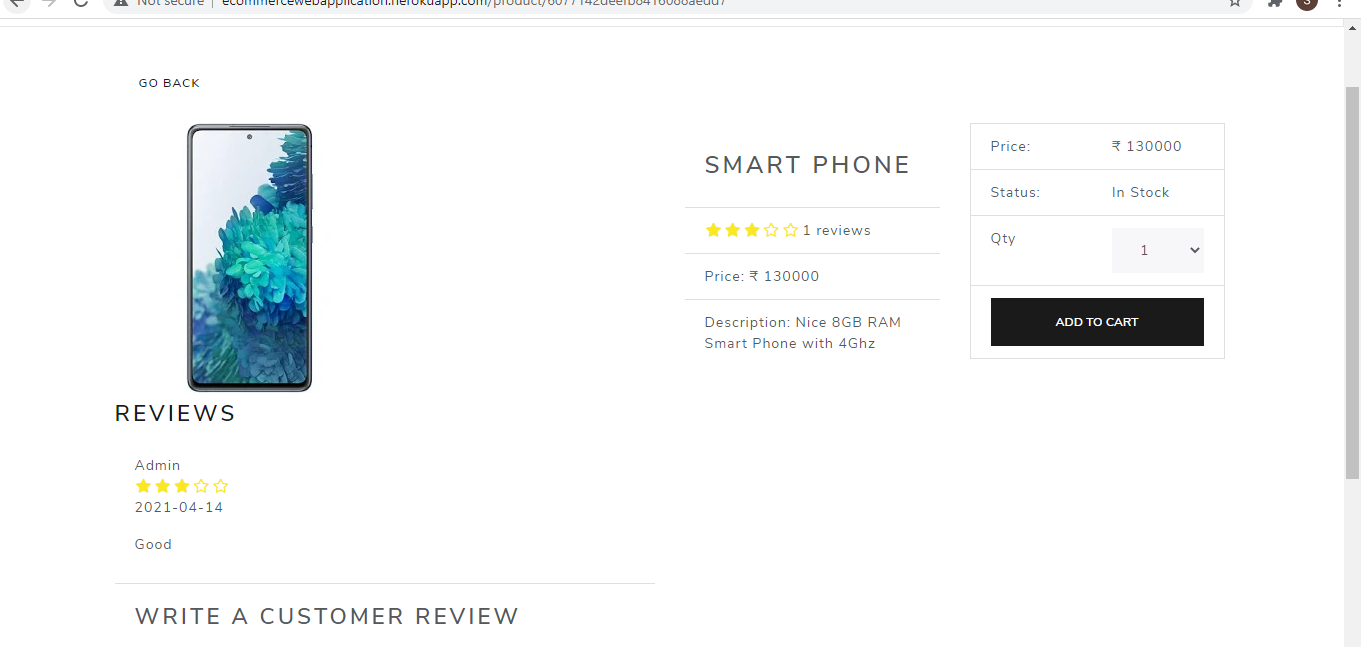 Not secure | ecommercewebapplication.herokuapp.com/product/
S
GO BACK
SMART PHONE
1 reviews
Price: ₹ 130000
Description: Nice 8GB RAM
Smart Phone with 4Ghz
Price: ₹ 130000
Status: In Stock
Qty 1
ADD TO CART
REVIEWS
Admin
2021-04-14
Good
WRITE A CUSTOMER REVIEW